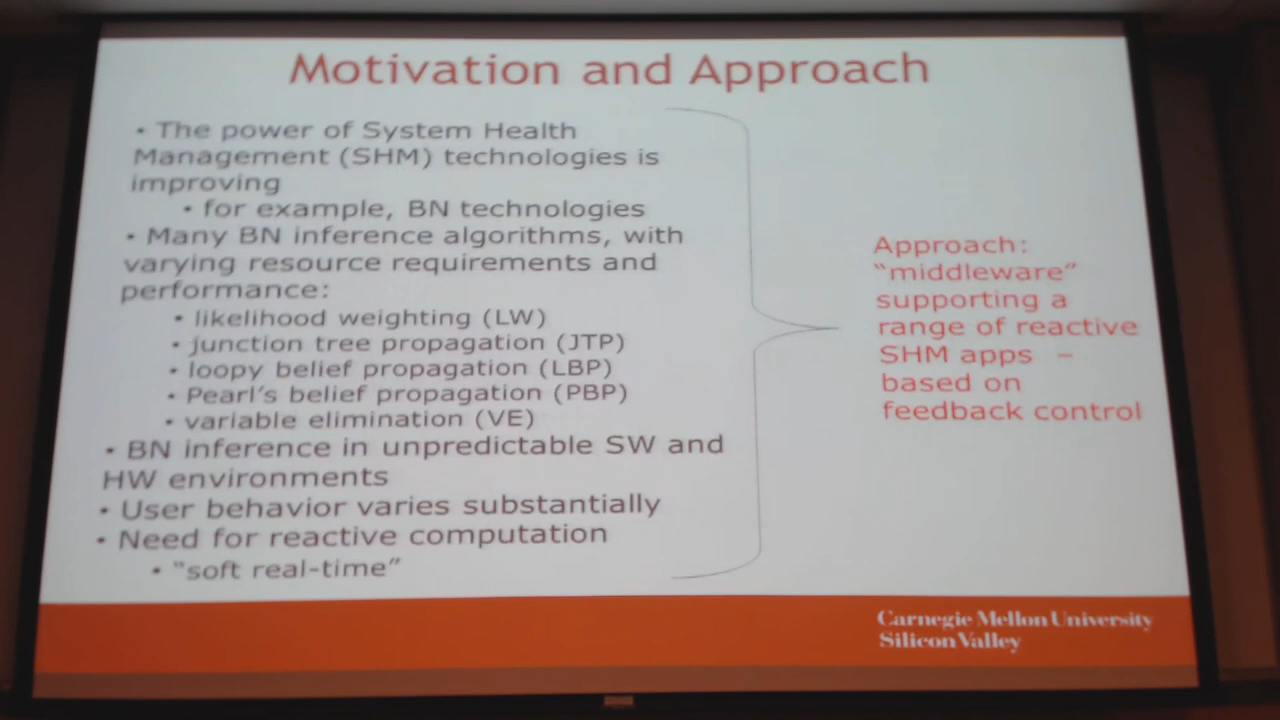 Motivation and Approach
• The power of System Health
Management (SHM) technologies is
improving
• for example, BN technologies
• Many BN inference algorithms, with
varying resource requirements and
performance:
• likelihood weighting (LW)
• junction tree propagation (JTP)
• loopy belief propagation (LBP)
• Pearl's belief propagation (PBP)
• variable elimination (VE)
• BN inference in unpredictable SW and
HW environments
• User behavior varies substantially
• Need for reactive computation
• "soft real-time"
Approach:
"middleware"
supporting a
range of reactive
SHM apps –
based on
feedback control
Carnegie Mellon University
Silicon Valley